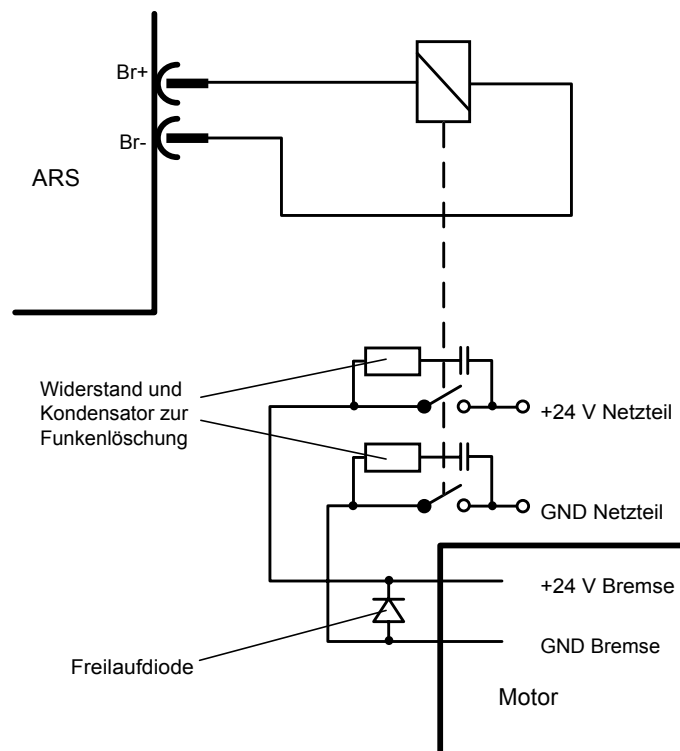 Br+
Br-
ARS
Widerstand und
Kondensator zur
Funkenlöschung
+24 V Netzteil
GND Netzteil
+24 V Bremse
GND Bremse
Freilaufdiode
Motor